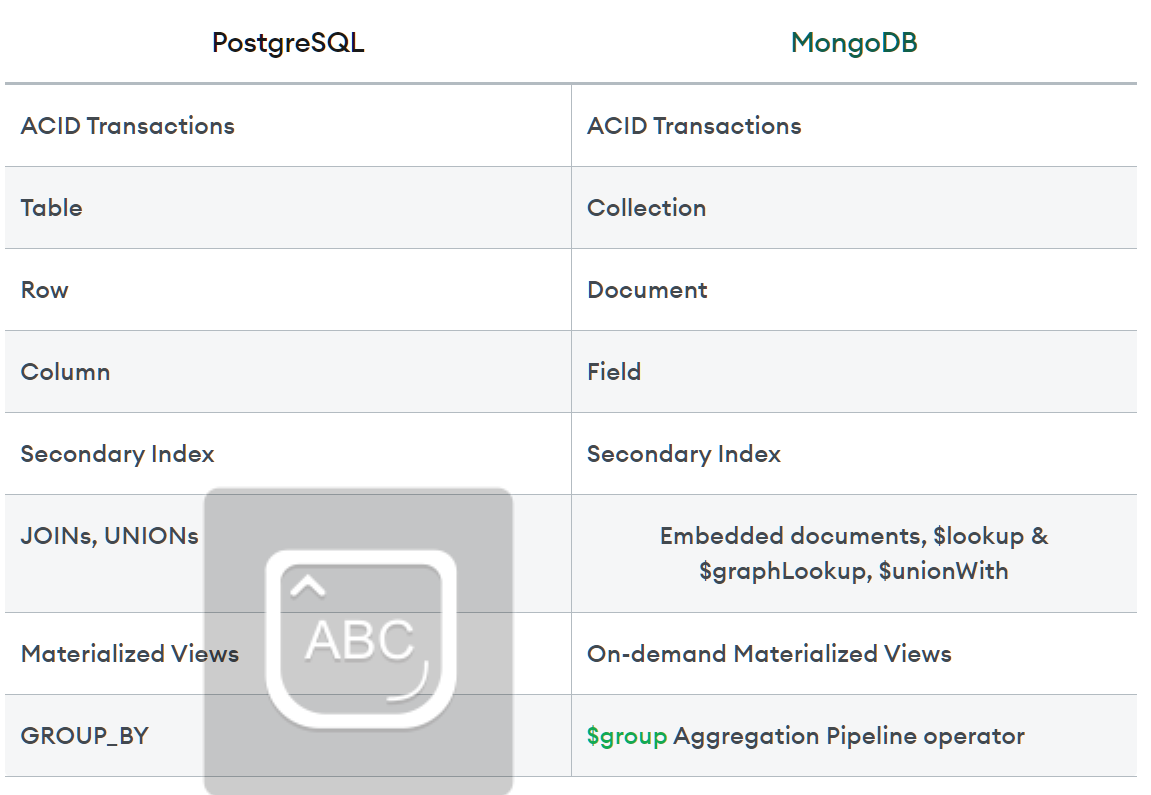 PostgreSQL MongoDB
ACID Transactions ACID Transactions
Table Collection
Row Document
Column Field
Secondary Index Secondary Index
JOINs, UNIONs Embedded documents, $lookup &
$graphLookup, $unionWith
ABC
Materialized Views On-demand Materialized Views
GROUP_BY $group Aggregation Pipeline operator